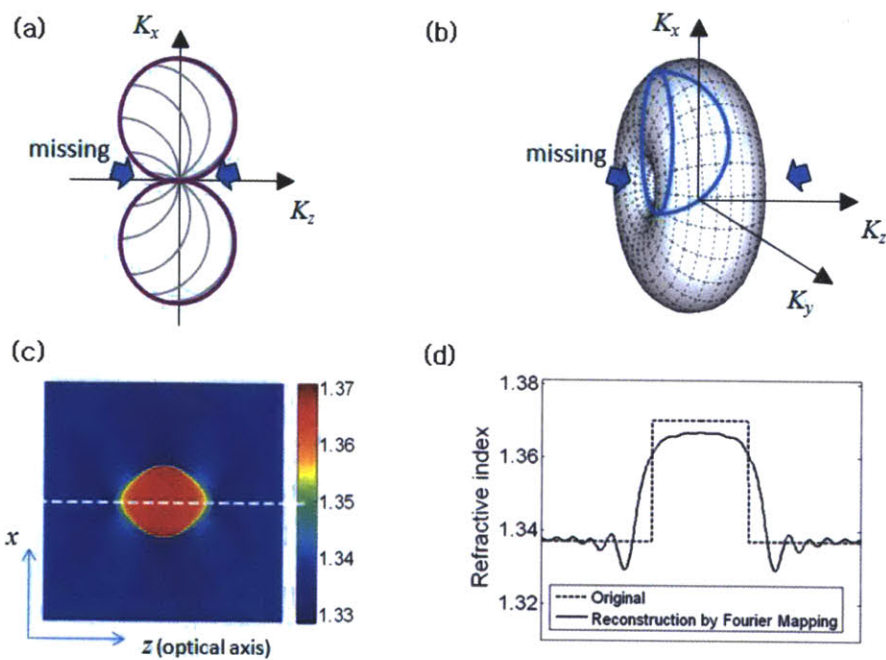 (a)
Kx
missing
Kz
(b)
Kx
missing
Kz
Ky
(c)
1.37
1.36
1.35
1.34
1.33
x
z (optical axis)
(d)
1.38
1.36
1.34
1.32
Refractive index
Original
Reconstruction by Fourier Mapping